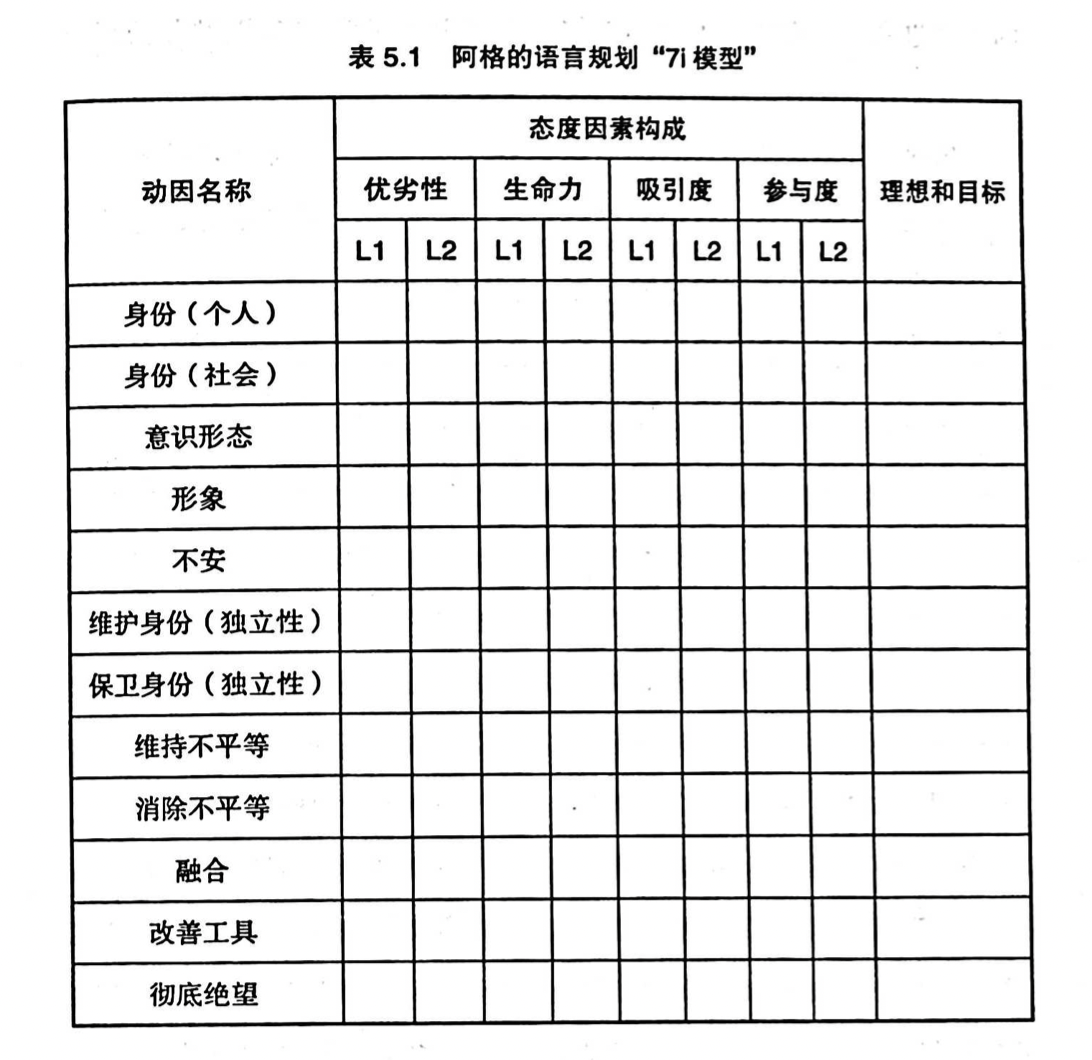 表 5.1 阿格的语言规划“7i 模型”
动因名称 态度因素构成 理想和目标
优劣性 生命力 吸引度 参与度
L1 L2 L1 L2 L1 L2 L1 L2
身份（个人）
身份（社会）
意识形态
形象
不安
维护身份（独立性）
保卫身份（独立性）
维持不平等
消除不平等
融合
改善工具
彻底绝望